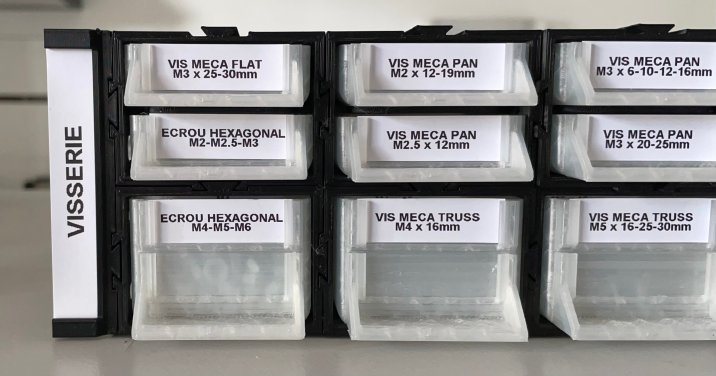 VISSERIE
VIS MECA FLAT
M3 x 25-30mm
VIS MECA PAN
M2 x 12-19mm
VIS MECA PAN
M3 x 6-10-12-16mm
ECROU HEXAGONAL
M2-M2.5-M3
VIS MECA PAN
M2.5 x 12mm
VIS MECA PAN
M3 x 20-25mm
ECROU HEXAGONAL
M4-M5-M6
VIS MECA TRUSS
M4 x 16mm
VIS MECA TRUSS
M5 x 16-25-30mm